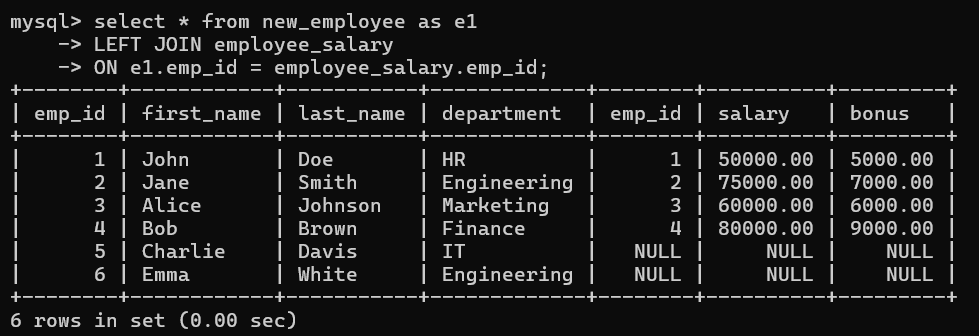 mysql> select * from new_employee as e1
    -> LEFT JOIN employee_salary
    -> ON e1.emp_id = employee_salary.emp_id;
+--------+------------+-----------+-------------+--------+----------+---------+
| emp_id | first_name | last_name | department  | emp_id | salary   | bonus   |
+--------+------------+-----------+-------------+--------+----------+---------+
|      1 | John       | Doe       | HR          |      1 | 50000.00 | 5000.00 |
|      2 | Jane       | Smith     | Engineering |      2 | 75000.00 | 7000.00 |
|      3 | Alice      | Johnson   | Marketing   |      3 | 60000.00 | 6000.00 |
|      4 | Bob        | Brown     | Finance     |      4 | 80000.00 | 9000.00 |
|      5 | Charlie    | Davis     | IT          |   NULL |     NULL |    NULL |
|      6 | Emma       | White     | Engineering |   NULL |     NULL |    NULL |
+--------+------------+-----------+-------------+--------+----------+---------+
6 rows in set (0.00 sec)